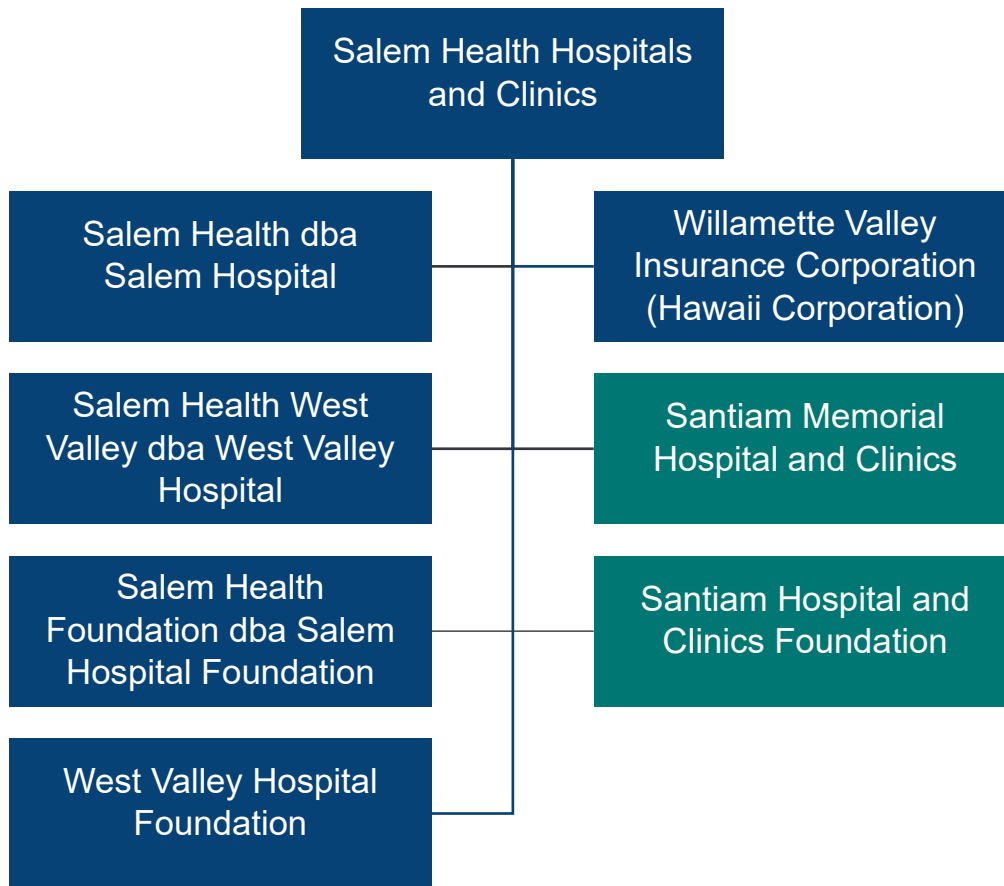 Salem Health Hospitals
and Clinics
Salem Health dba
Salem Hospital
Willamette Valley
Insurance Corporation
(Hawaii Corporation)
Salem Health West
Valley dba West Valley
Hospital
Santiam Memorial
Hospital and Clinics
Salem Health
Foundation dba Salem
Hospital Foundation
Santiam Hospital and
Clinics Foundation
West Valley Hospital
Foundation